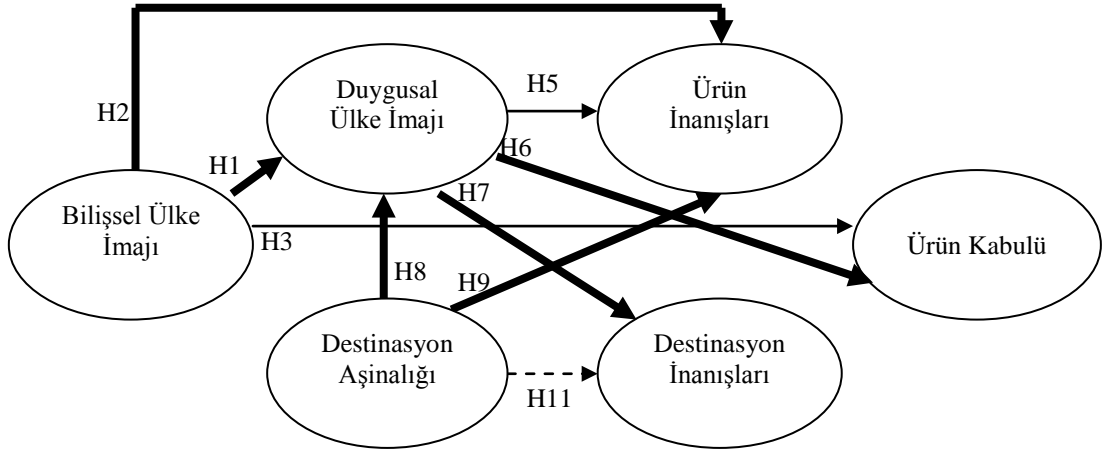 H2
Duygusal
Ülke İmajı
H5
Ürün
İnanışları
H1
H6
H7
Bilişsel Ülke
İmajı
H3
Ürün Kabulü
H8
H9
Destinasyon
Aşinalığı
H11
Destinasyon
İnanışları